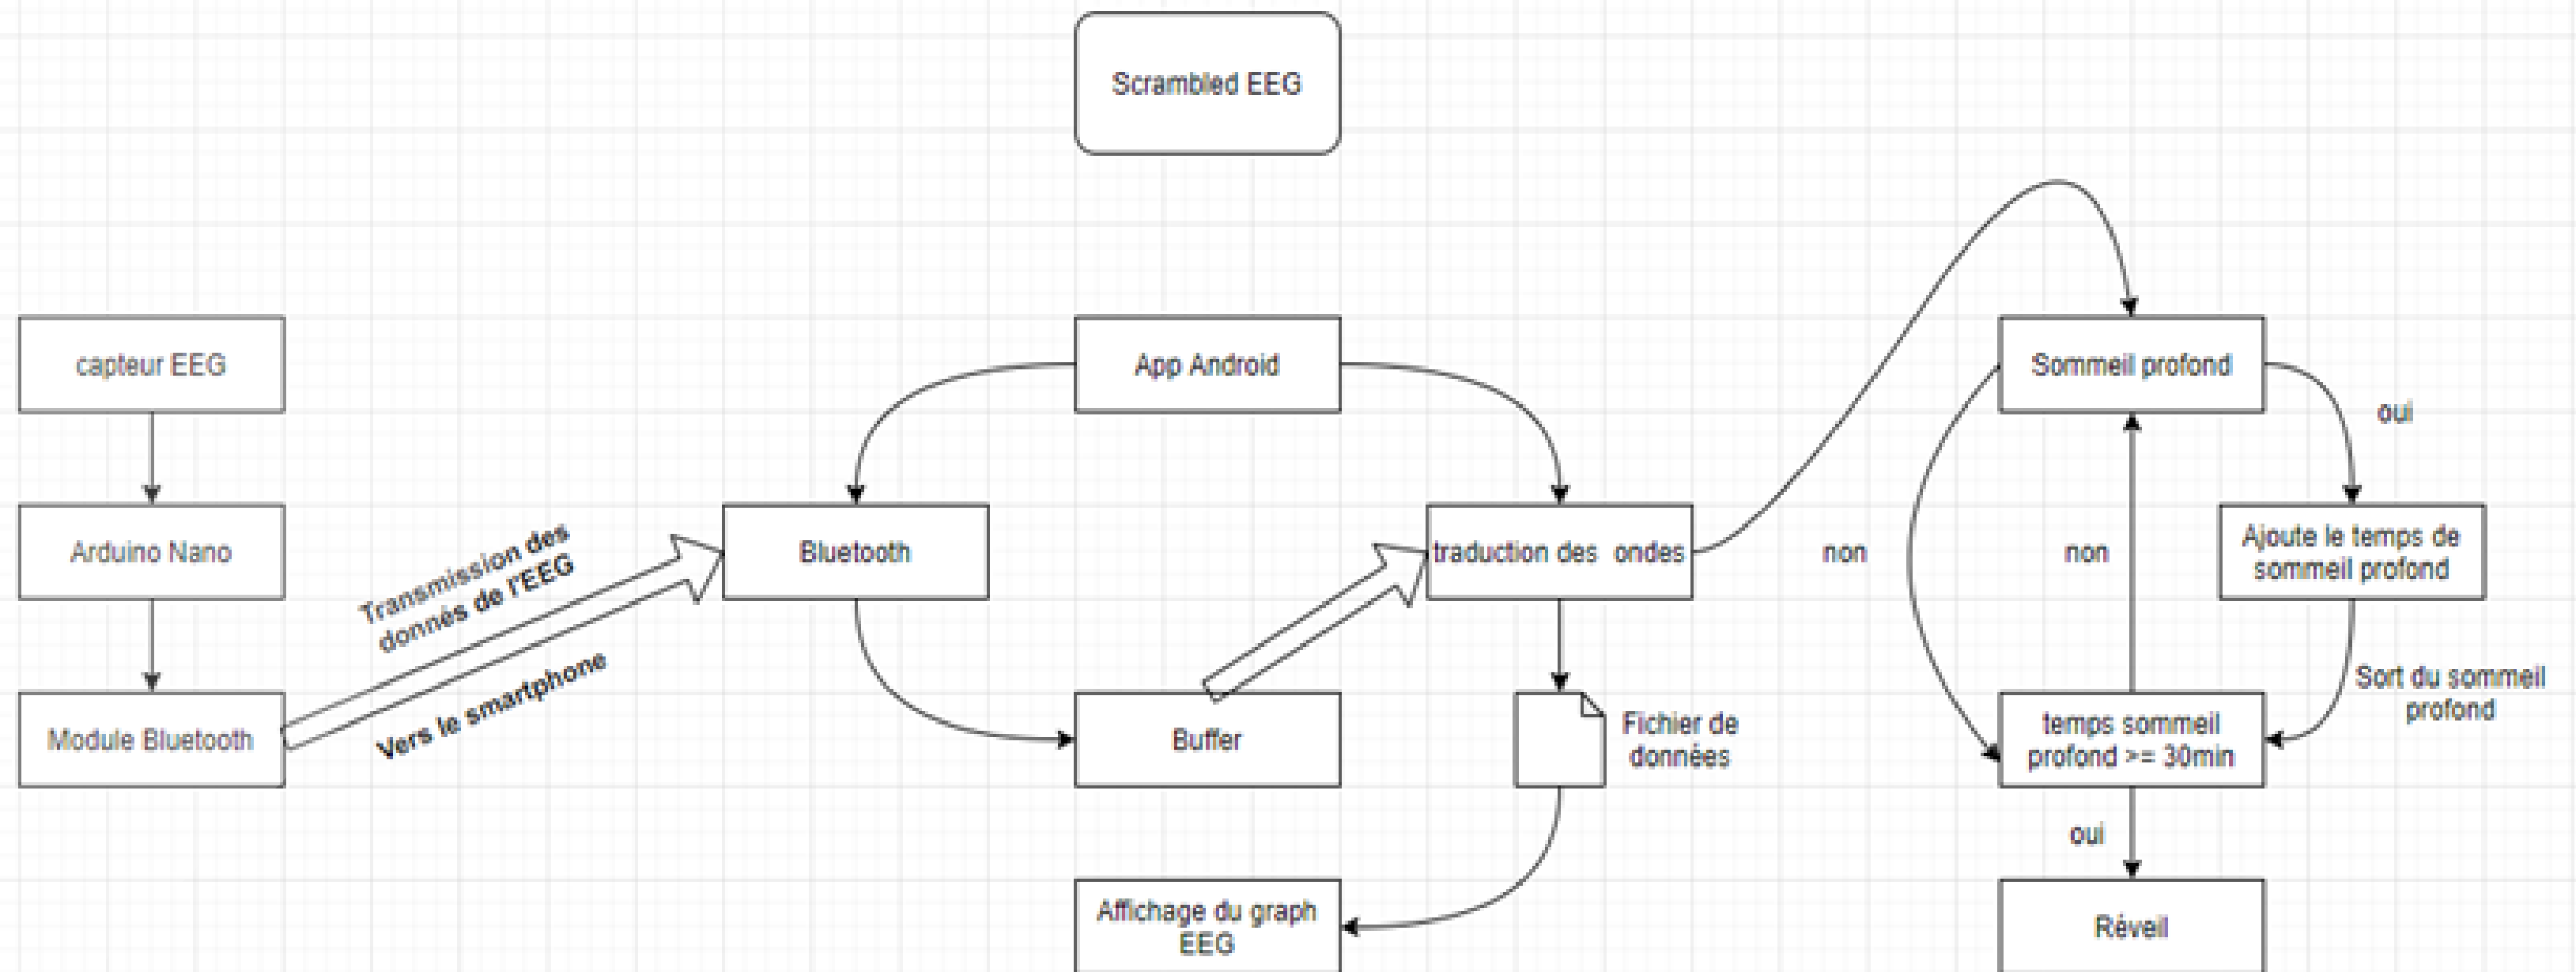 Scrambled EEG
capteur EEG
App Android
Sommeil profond
oui
Arduino Nano
Transmission des
donnés de l'EEG
Bluetooth
traduction des ondes
non
non
Ajoute le temps de
sommeil profond
Vers le smartphone
Module Bluetooth
Buffer
Fichier de
données
temps sommeil
profond >= 30min
Sort du sommeil
profond
oui
Affichage du graph
EEG
Réveil